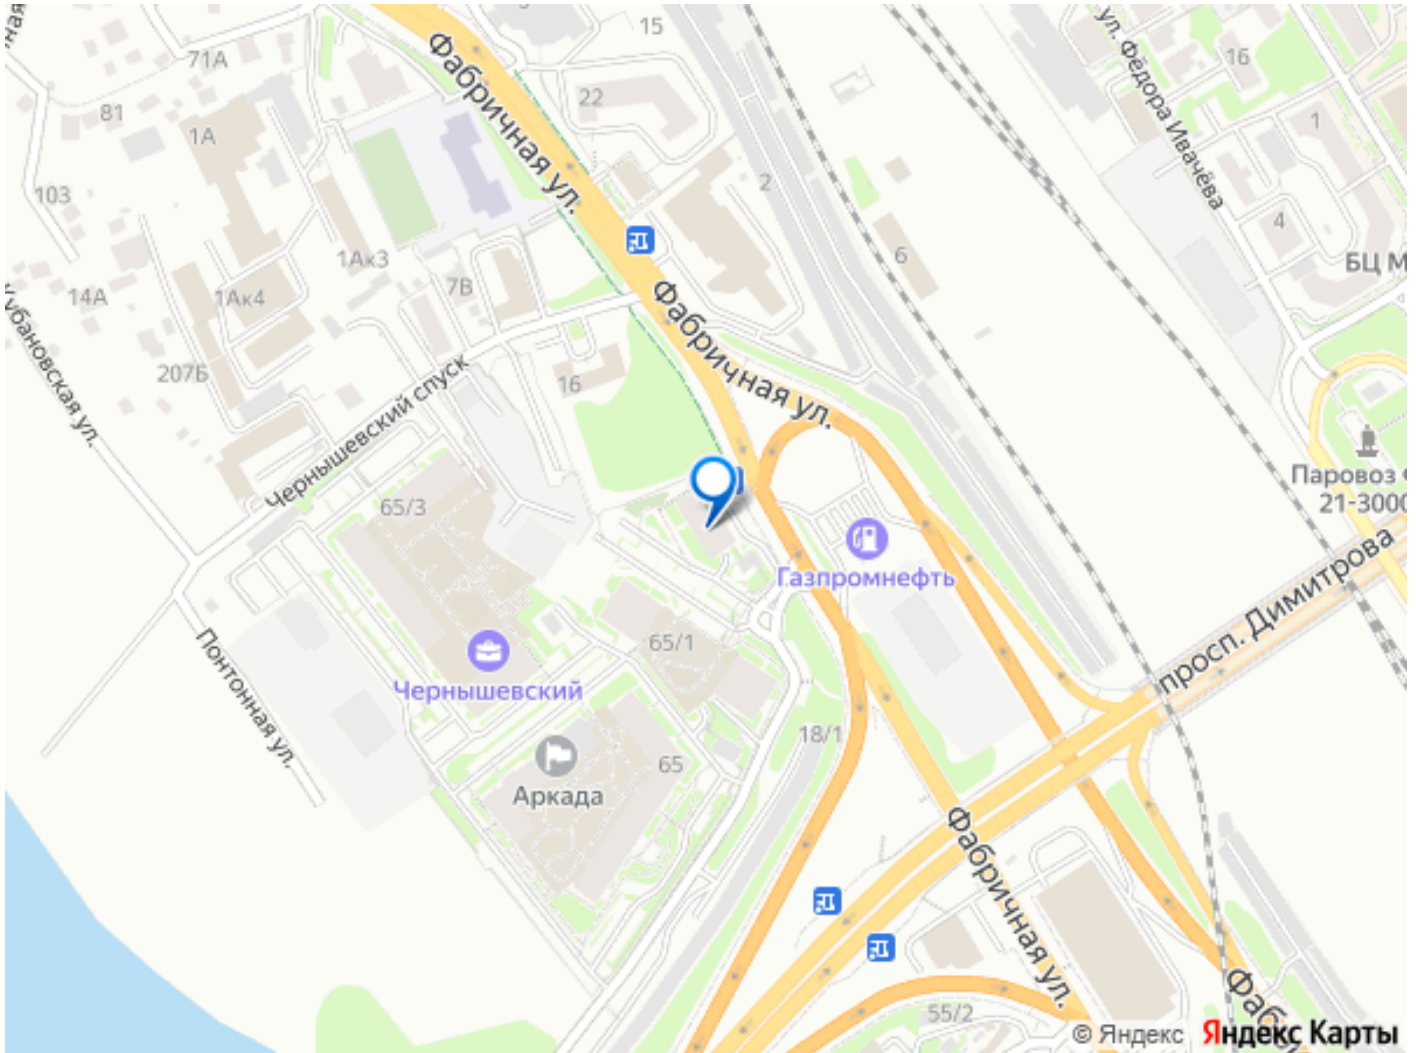 15
71А
Фабричная ул.
22
81
1А
103
2
1Ак3
7В
6
14А
1Ак4
Фабричная ул.
207Б
16
Чернышевский спуск
65/3
Газпромнефть
65/1
Чернышевский
Понтонная ул.
18/1
Аркада
65
ул. Фёдора Ивачёва
16
1
4
БЦ М
Паровоз
21-3000
просп. Димитрова
Фабричная ул.
55/2
© Яндекс
Яндекс Карты